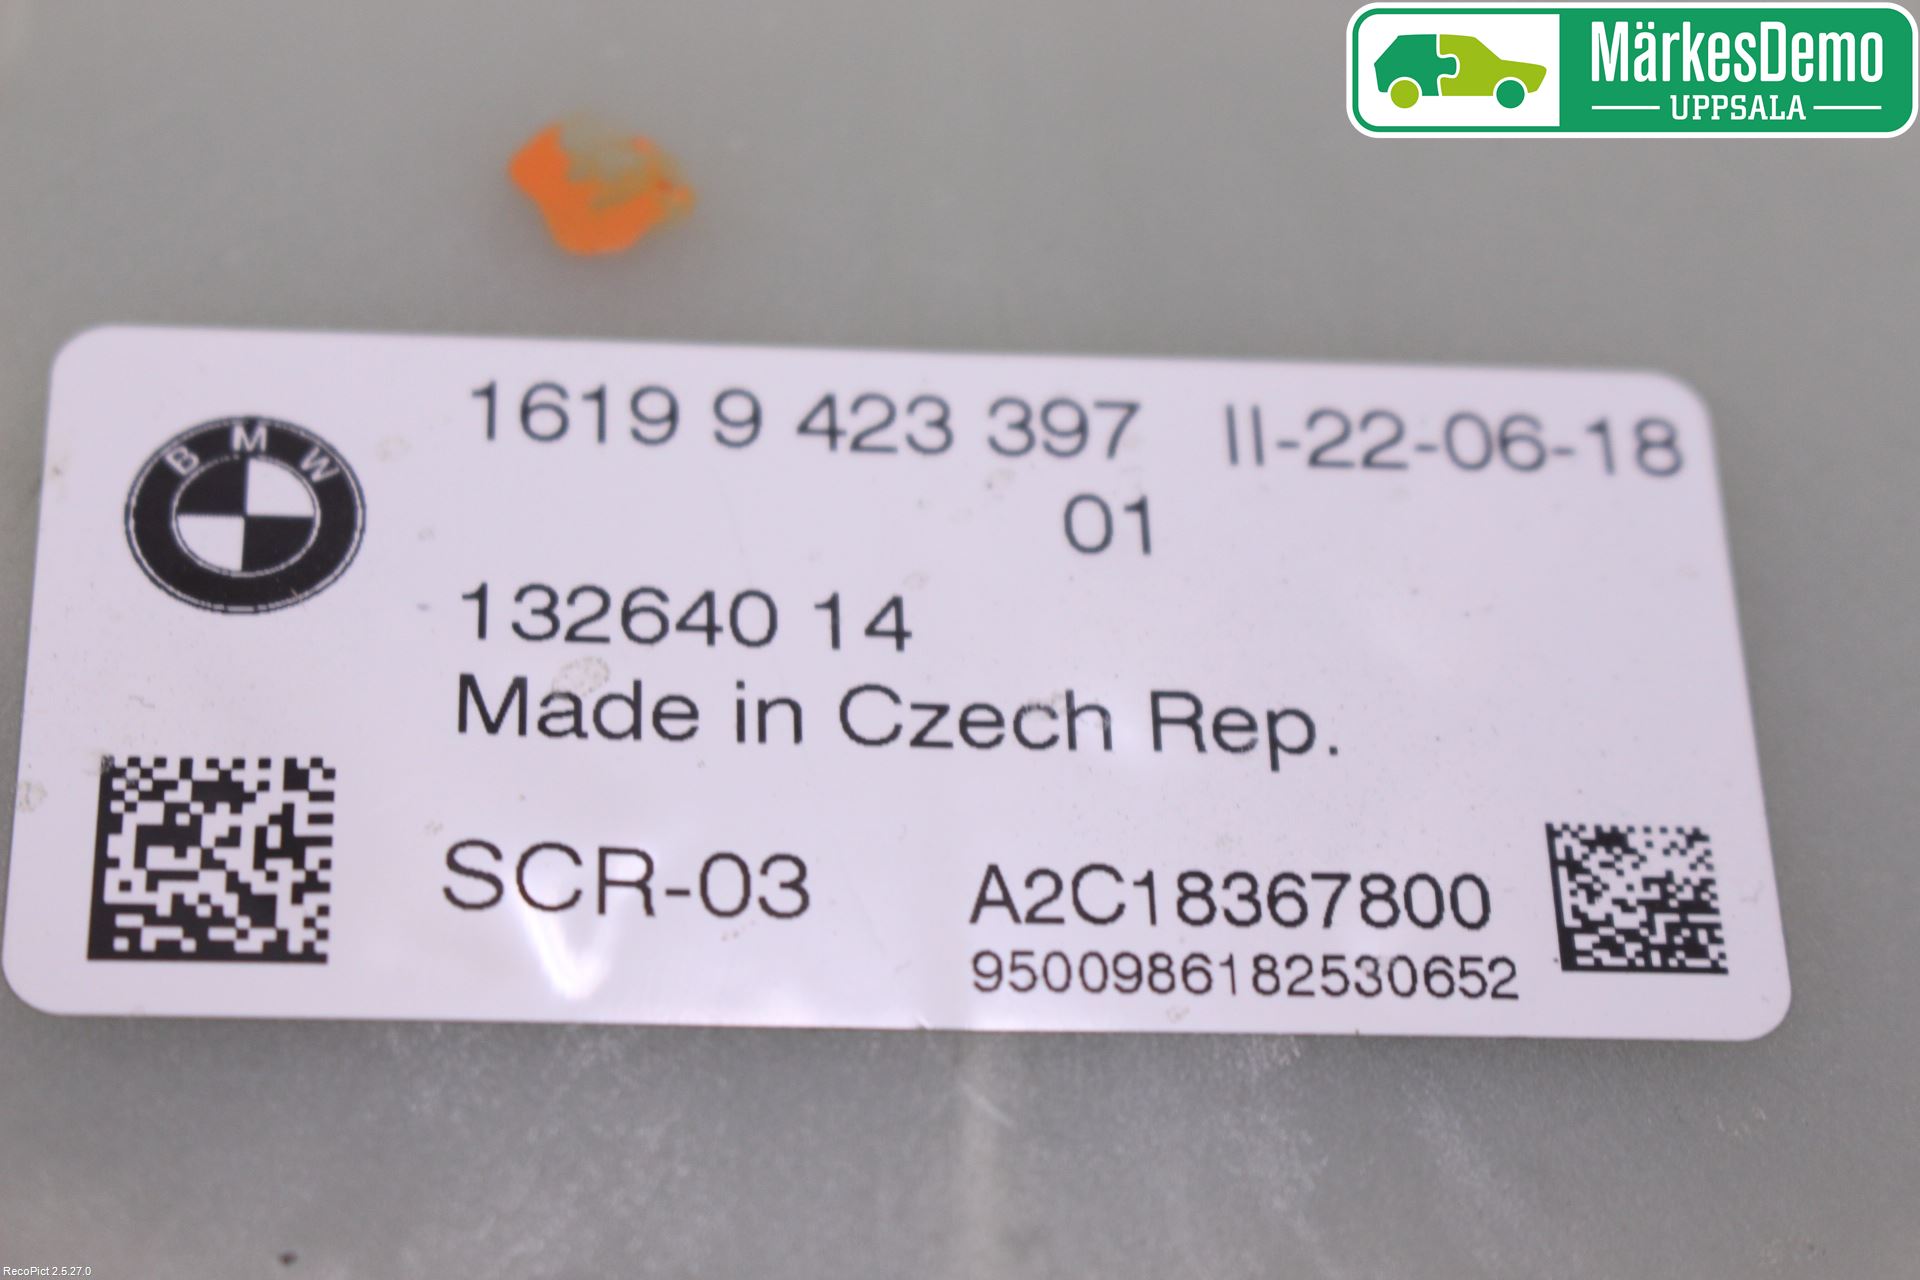 MärkesDemo
UPPSALA
BMW
1619 9 423 397 II-22-06-18
01
132640 14
Made in Czech Rep.
SCR-03
A2C18367800
9500986182530652
RecoPict 2.5.27.0